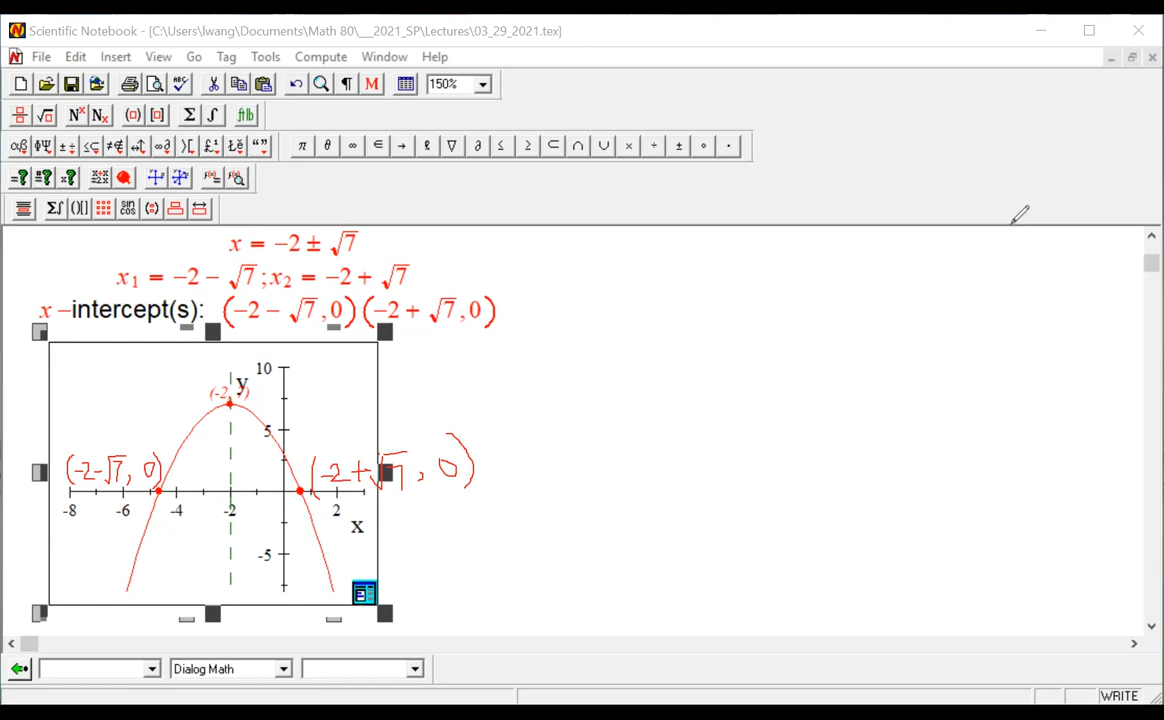 Scientific Notebook - [C:\Users\lwang\Documents\Math 80\__2021_SP\Lectures\03_29_2021.tex]
File Edit Insert View Go Tag Tools Compute Window Help
150%
x = -2 ± √7
x₁ = -2 - √7 ; x₂ = -2 + √7
x -intercept(s): (-2 - √7, 0) (-2 + √7, 0)
10
y
5
(-2-√7, 0)
(-2+√7, 0)
-8 -6 -4 -2 2
x
-5
Dialog Math
WRITE